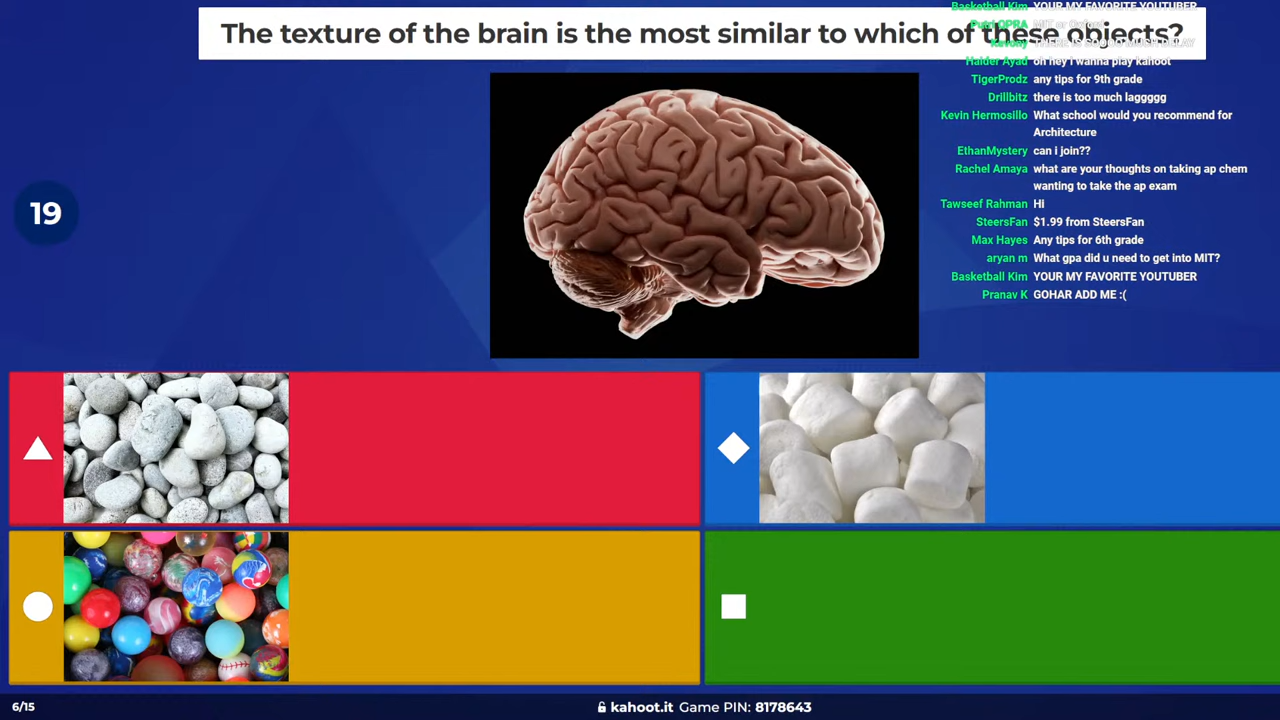 The texture of the brain is the most similar to which of these objects?
Basketball Kim YOUR MY FAVORITE YOUTUBER
MIT or Oxford
Haider Ayad oh hey i wanna play kahoot
TigerProdz any tips for 9th grade
Drillbitz there is too much laggggg
Kevin Hermosillo What school would you recommend for
Architecture
EthanMystery can i join??
Rachel Amaya what are your thoughts on taking ap chem
wanting to take the ap exam
Tawseef Rahman Hi
SteersFan $1.99 from SteersFan
Max Hayes Any tips for 6th grade
aryan m What gpa did u need to get into MIT?
Basketball Kim YOUR MY FAVORITE YOUTUBER
Pranav K GOHAR ADD ME :(
19
6/15
kahoot.it Game PIN: 8178643